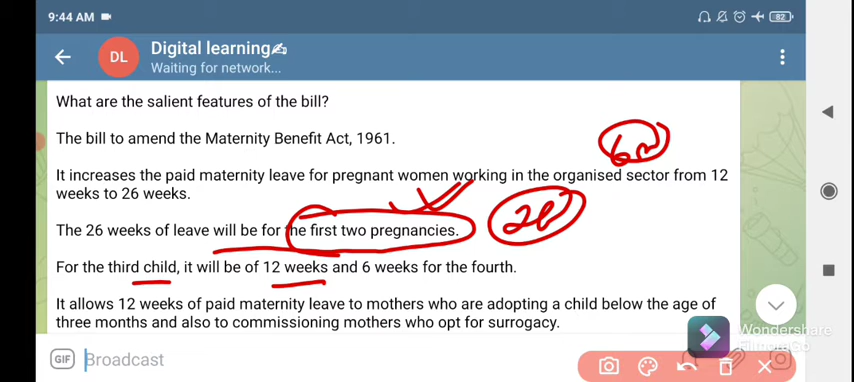 9:44 AM
82
DL
Digital learning✍
Waiting for network...
What are the salient features of the bill?
The bill to amend the Maternity Benefit Act, 1961.
6m
It increases the paid maternity leave for pregnant women working in the organised sector from 12
weeks to 26 weeks.
The 26 weeks of leave will be for the first two pregnancies.
For the third child, it will be of 12 weeks and 6 weeks for the fourth.
It allows 12 weeks of paid maternity leave to mothers who are adopting a child below the age of
three months and also to commissioning mothers who opt for surrogacy.
Wondershare
FilmoraGo
GIF
Broadcast